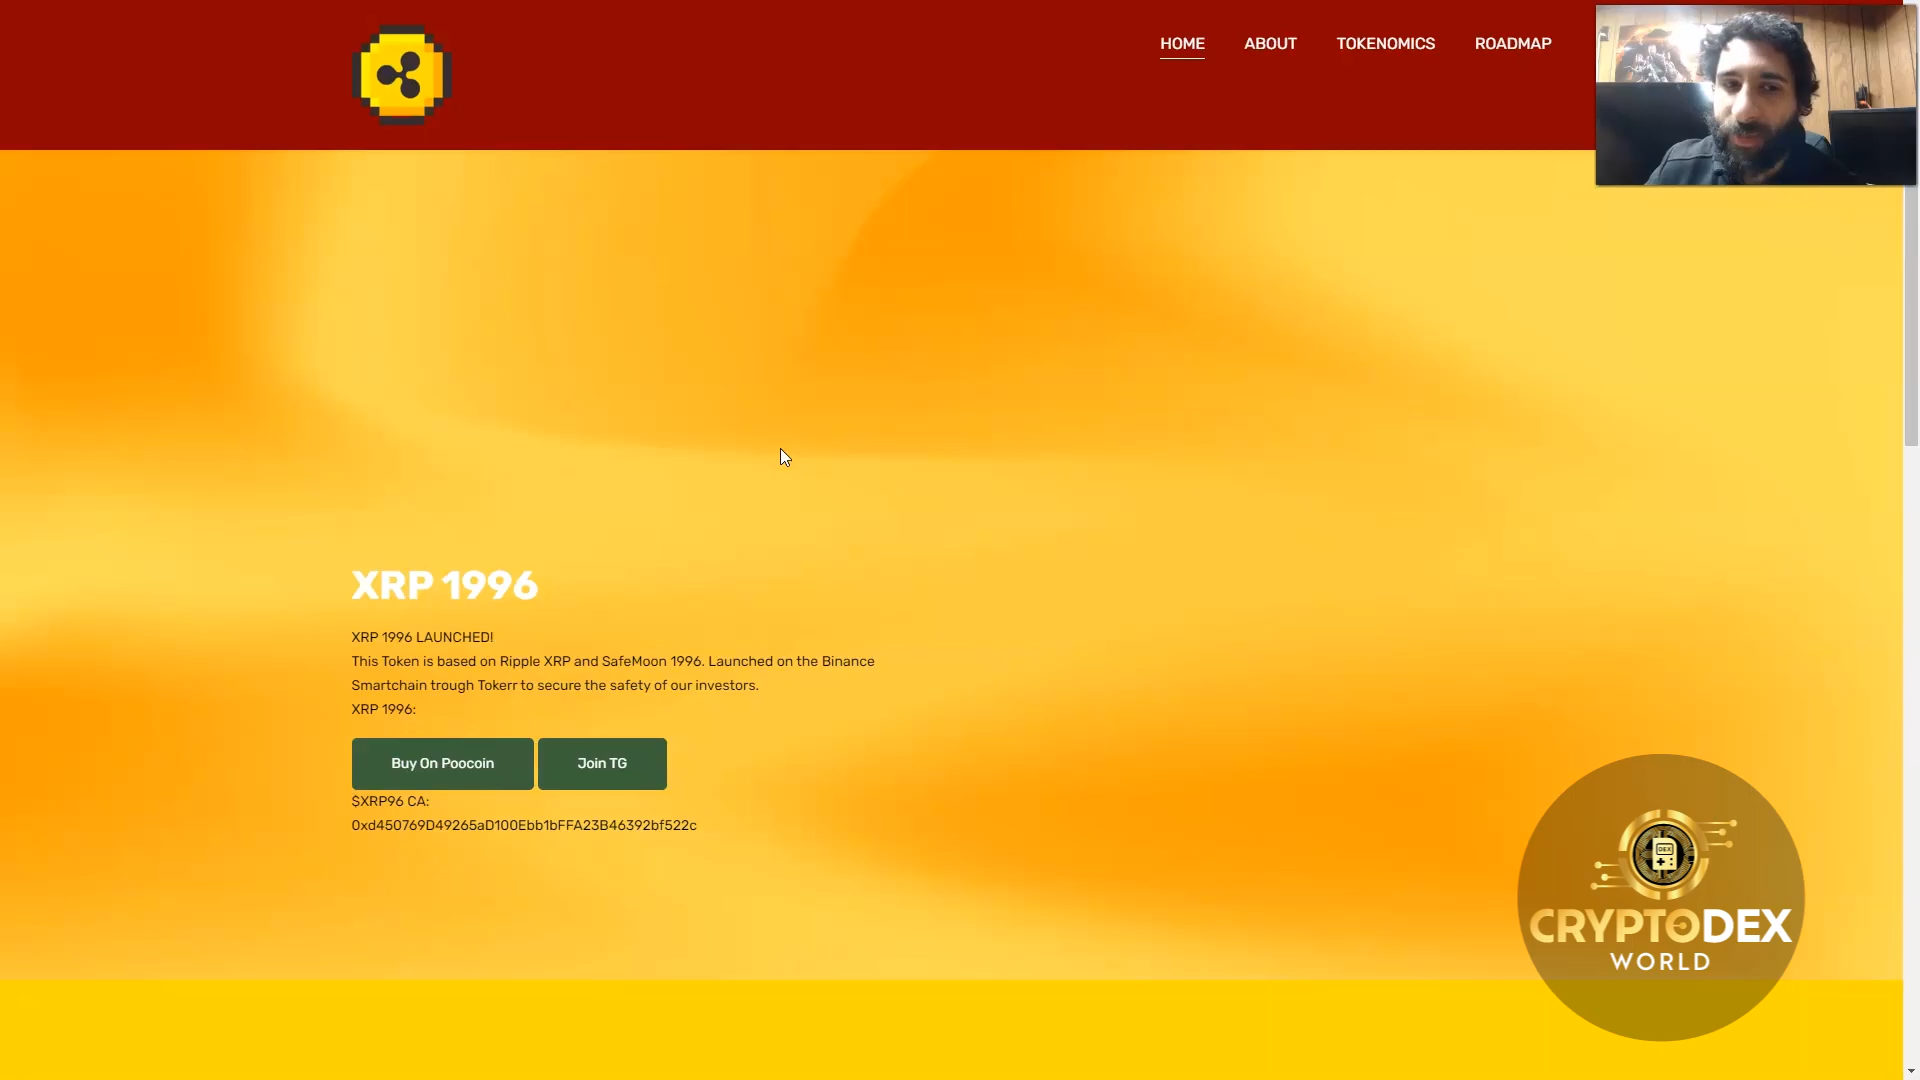 HOME
ABOUT
TOKENOMICS
ROADMAP
XRP 1996
XRP 1996 LAUNCHED!
This Token is based on Ripple XRP and SafeMoon 1996. Launched on the Binance
Smartchain trough Tokerr to secure the safety of our investors.
XRP 1996:
Buy On Poocoin
Join TG
$XRP96 CA:
0xd450769D49265aD100Ebb1bFFA23B46392bf522c
DEX
CRYPTODEX
WORLD